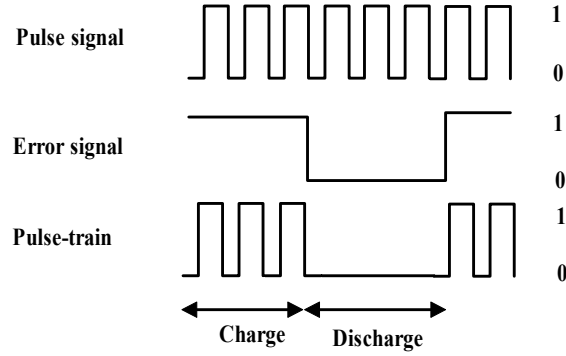 Pulse signal
1
0
Error signal
1
0
Pulse-train
1
0
Charge
Discharge